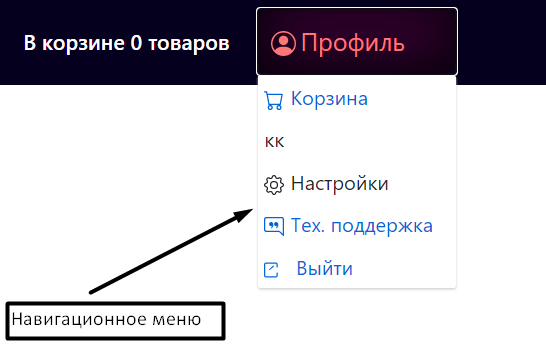 В корзине 0 товаров
Профиль
Корзина
кк
Настройки
Тех. поддержка
Выйти
Навигационное меню